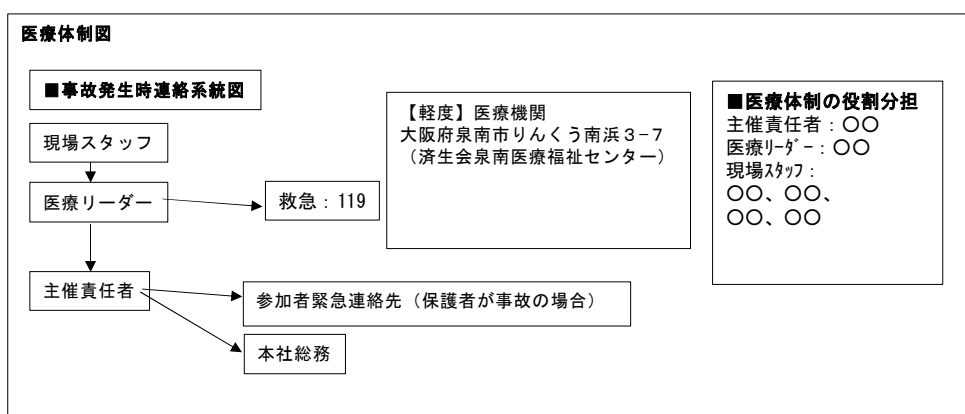 医療体制図
■事故発生時連絡系統図
現場スタッフ
医療リーダー
救急：119
主催責任者
参加者緊急連絡先（保護者が事故の場合）
本社総務
【軽度】医療機関
大阪府泉南市りんくう南浜３−７
（済生会泉南医療福祉センター）
■医療体制の役割分担
主催責任者：〇〇
医療ﾘｰﾀﾞｰ：〇〇
現場ｽﾀｯﾌ：
〇〇、〇〇、
〇〇、〇〇